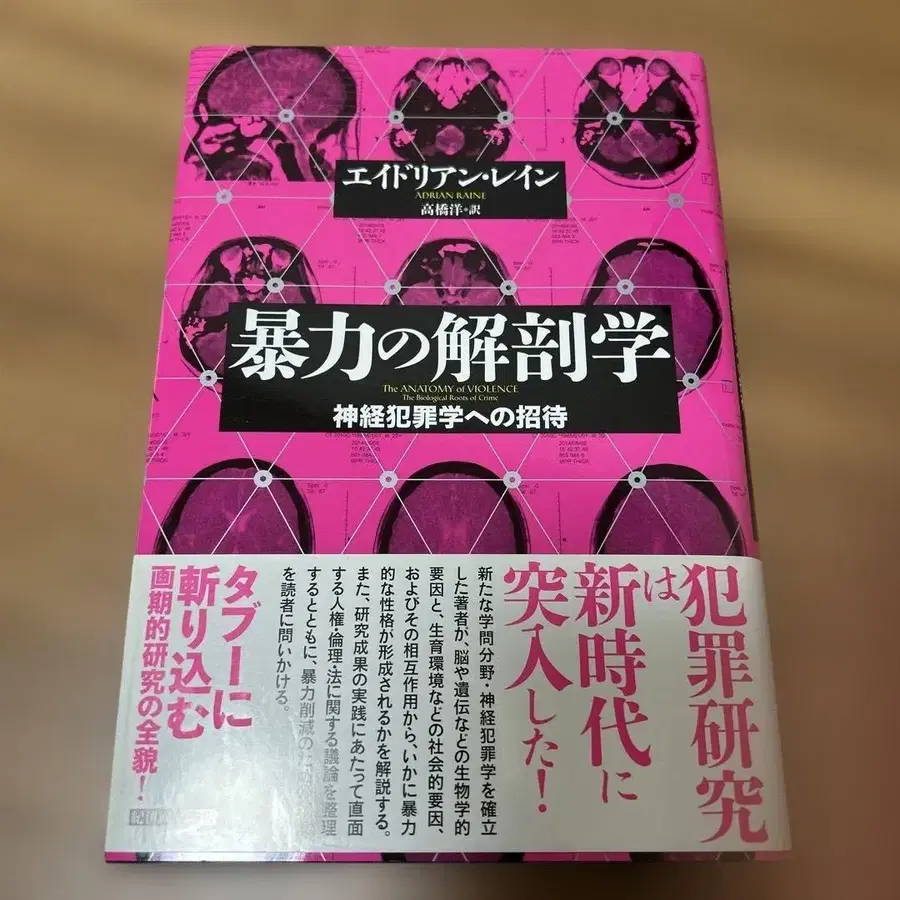 エイドリアン・レイン
ADRIAN RAINE
高橋洋・訳
暴力の解剖学
The ANATOMY of VIOLENCE
The Biological Roots of Crime
神経犯罪学への招待
犯罪研究
は新時代に
突入した!
新たな学問分野・神経犯罪学を確立
した著者が、脳や遺伝などの生物学的
要因と、生育環境などの社会的要因、
およびその相互作用から、いかに暴力
的な性格が形成されるかを解説する。
また、研究成果の実践にあたって直面
する人権・倫理・法に関する議論を整理
するとともに、暴力削減の
を読者に問いかける。
タブーに
斬り込む
画期的研究の全貌!